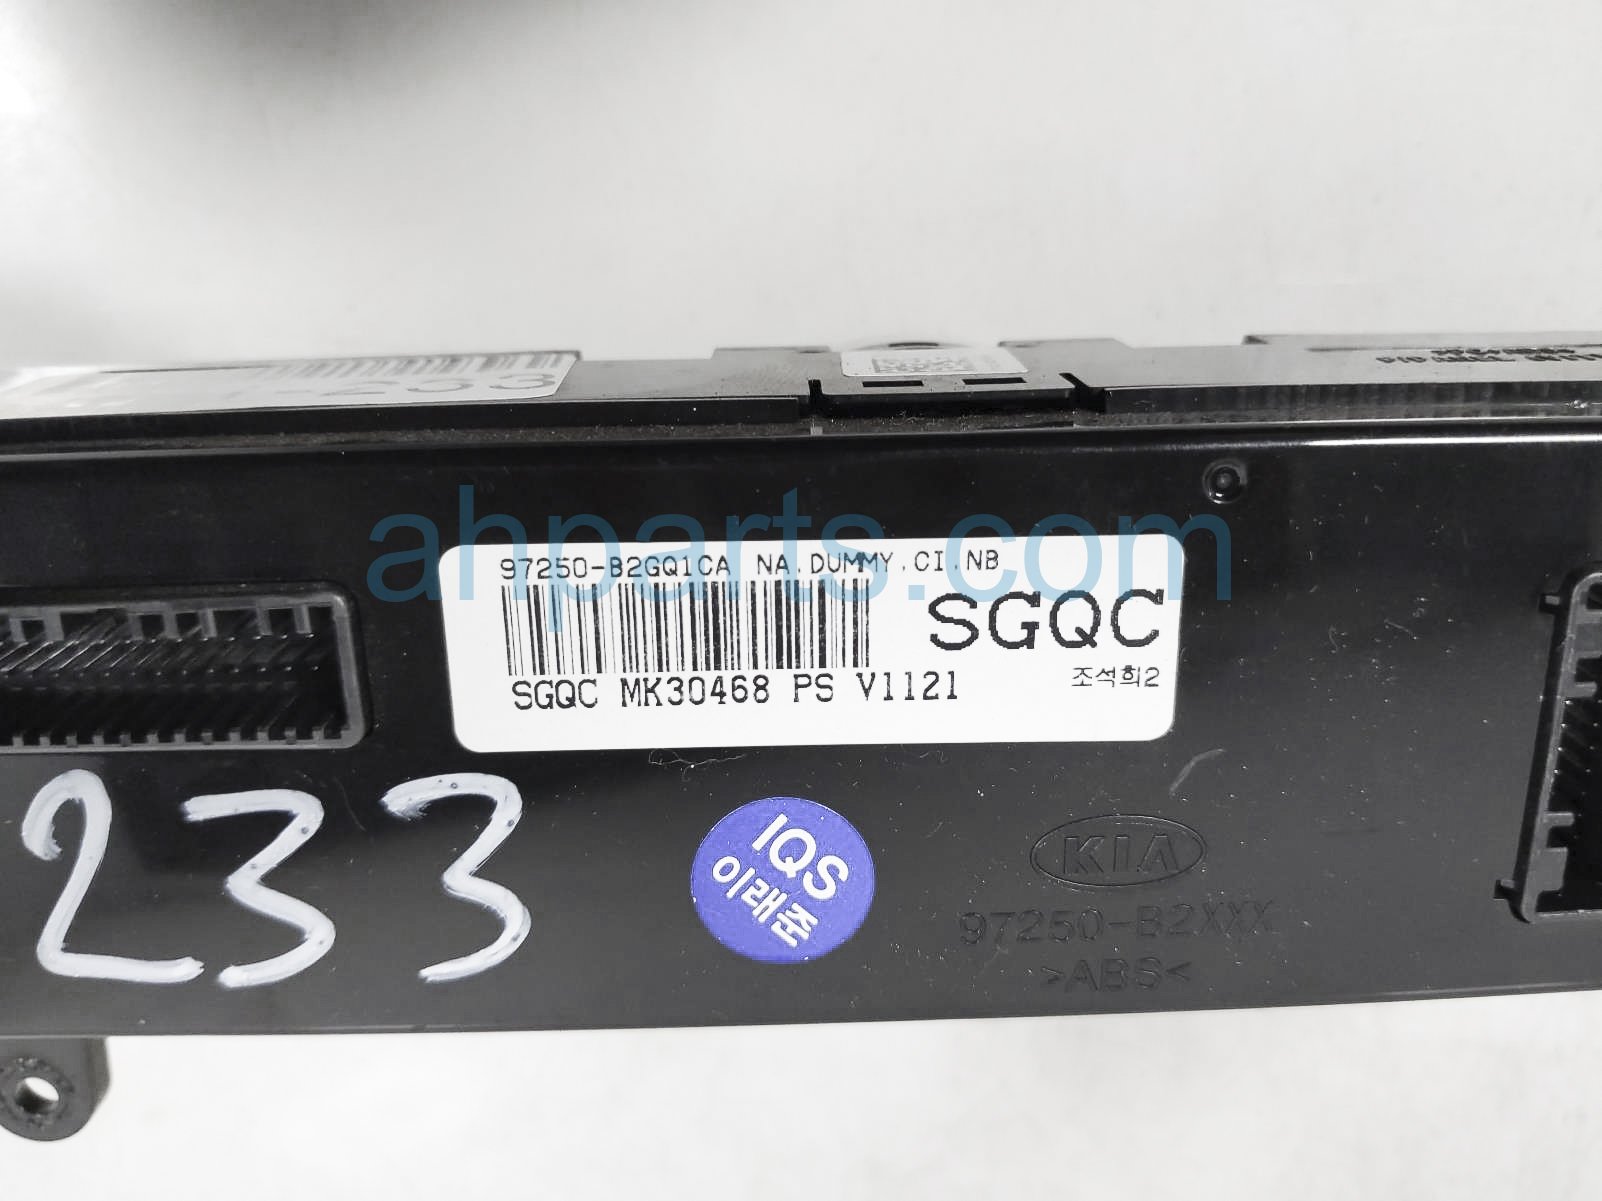 ahparts.com
97250-B2GQ1CA NA.DUMMY.CI.NB
SGQC
SGQC MK30468 PS V1121
조석희2
233
IQS
이래준
KIA
97250-B2XXX
>ABS<